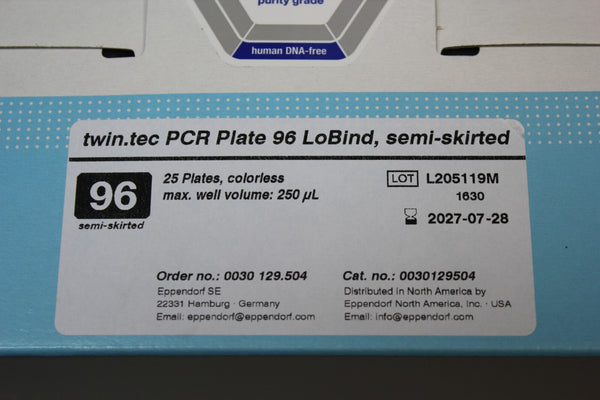 purity grade
human DNA-free
twin.tec PCR Plate 96 LoBind, semi-skirted
96
semi-skirted
25 Plates, colorless
max. well volume: 250 µL
LOT L205119M
1630
2027-07-28
Order no.: 0030 129.504
Eppendorf SE
22331 Hamburg · Germany
Email: eppendorf@eppendorf.com
Cat. no.: 0030129504
Distributed in North America by
Eppendorf North America, Inc. · USA
Email: info@eppendorf.com